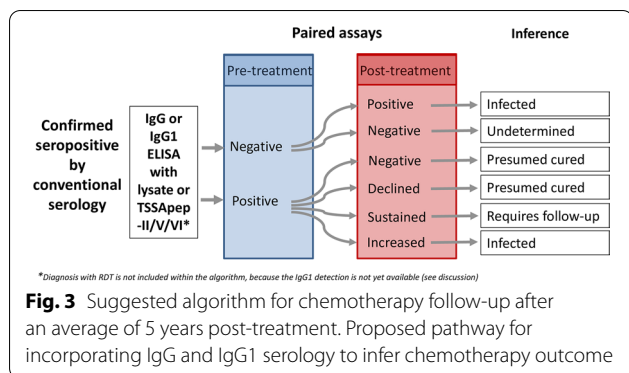 Paired assays
Inference
Pre-treatment
Post-treatment
Confirmed
seropositive
by
conventional
serology
IgG or
IgG1
ELISA
with
lysate or
TSSApep
-II/V/VI*
Negative
Positive
Positive
Negative
Negative
Declined
Sustained
Increased
Infected
Undetermined
Presumed cured
Presumed cured
Requires follow-up
Infected
*Diagnosis with RDT is not included within the algorithm, because the IgG1 detection is not yet available (see discussion)
Fig. 3 Suggested algorithm for chemotherapy follow-up after
an average of 5 years post-treatment. Proposed pathway for
incorporating IgG and IgG1 serology to infer chemotherapy outcome